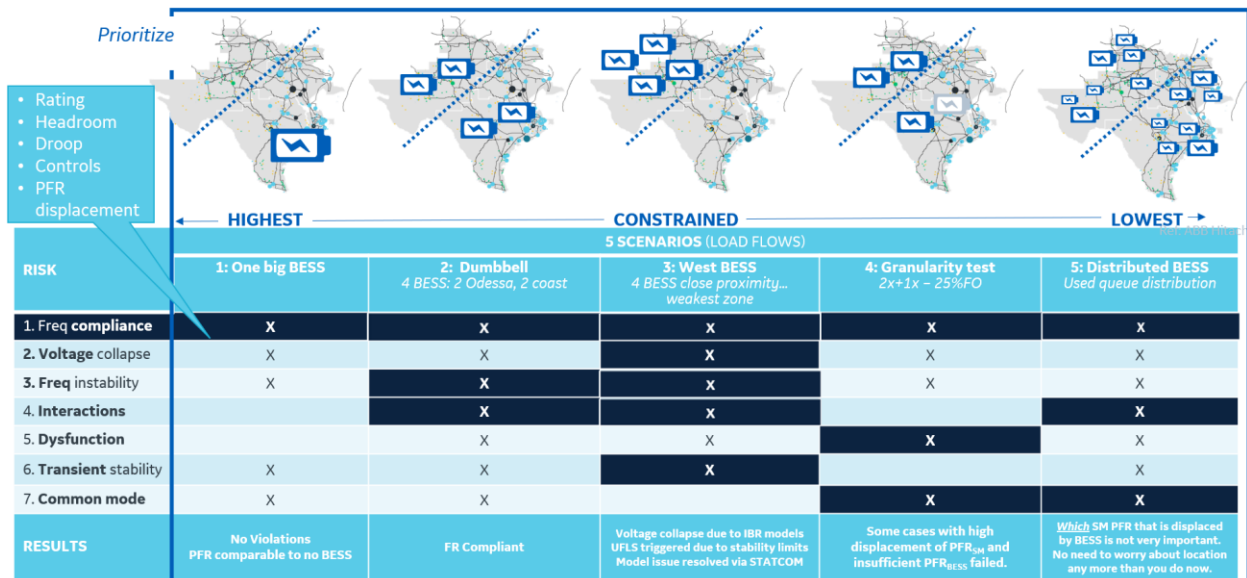 Prioritize
• Rating
• Headroom
• Droop
• Controls
• PFR
displacement
HIGHEST
CONSTRAINED
LOWEST
Ref: ABB Hitach
5 SCENARIOS (LOAD FLOWS)
RISK
1: One big BESS
2: Dumbbell
4 BESS: 2 Odessa, 2 coast
3: West BESS
4 BESS close proximity...
weakest zone
4: Granularity test
2x+1x – 25%FO
5: Distributed BESS
Used queue distribution
1. Freq compliance X X X X X
2. Voltage collapse X X X X X
3. Freq instability X X X X X
4. Interactions X X X
5. Dysfunction X X X X
6. Transient stability X X X X
7. Common mode X X X X
RESULTS
No Violations
PFR comparable to no BESS
FR Compliant
Voltage collapse due to IBR models
UFLS triggered due to stability limits
Model issue resolved via STATCOM
Some cases with high
displacement of PFRSM and
insufficient PFRBESS failed.
Which SM PFR that is displaced
by BESS is not very important.
No need to worry about location
any more than you do now.